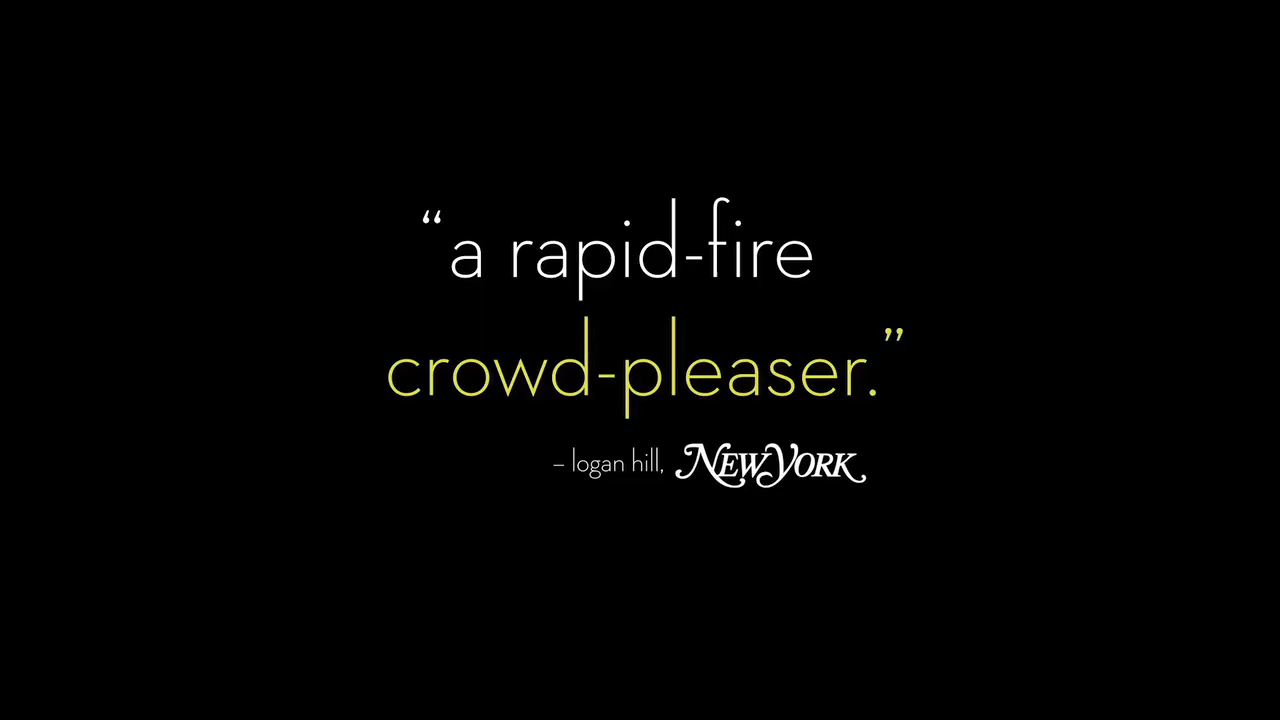 “a rapid-fire
crowd-pleaser.”
– logan hill, NEW YORK